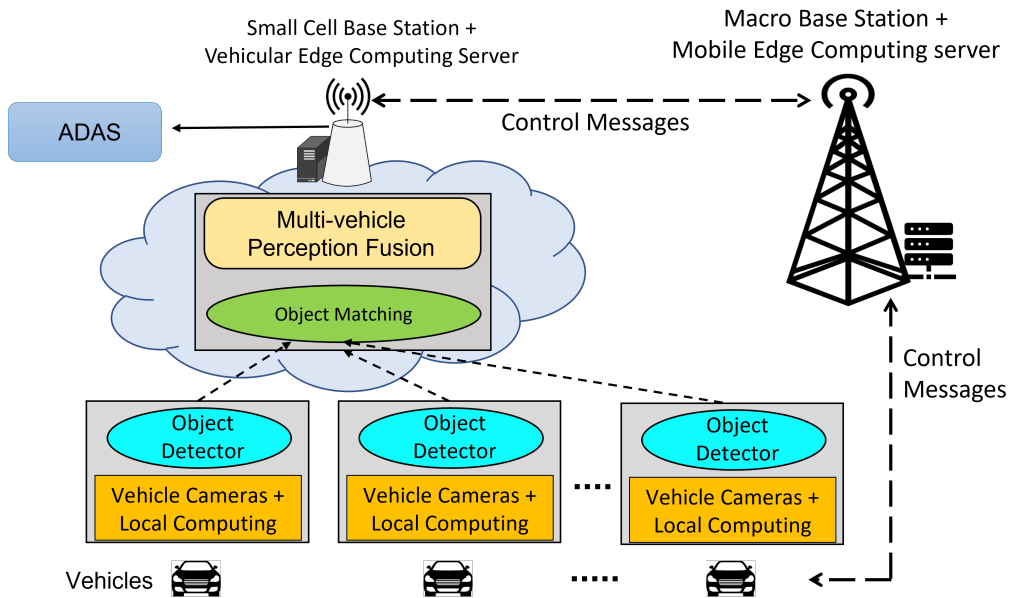 Small Cell Base Station +
Vehicular Edge Computing Server
Macro Base Station +
Mobile Edge Computing server
ADAS
Control Messages
Multi-vehicle
Perception Fusion
Object Matching
Control
Messages
Object
Detector
Vehicle Cameras +
Local Computing
Object
Detector
Vehicle Cameras +
Local Computing
Object
Detector
Vehicle Cameras +
Local Computing
Vehicles